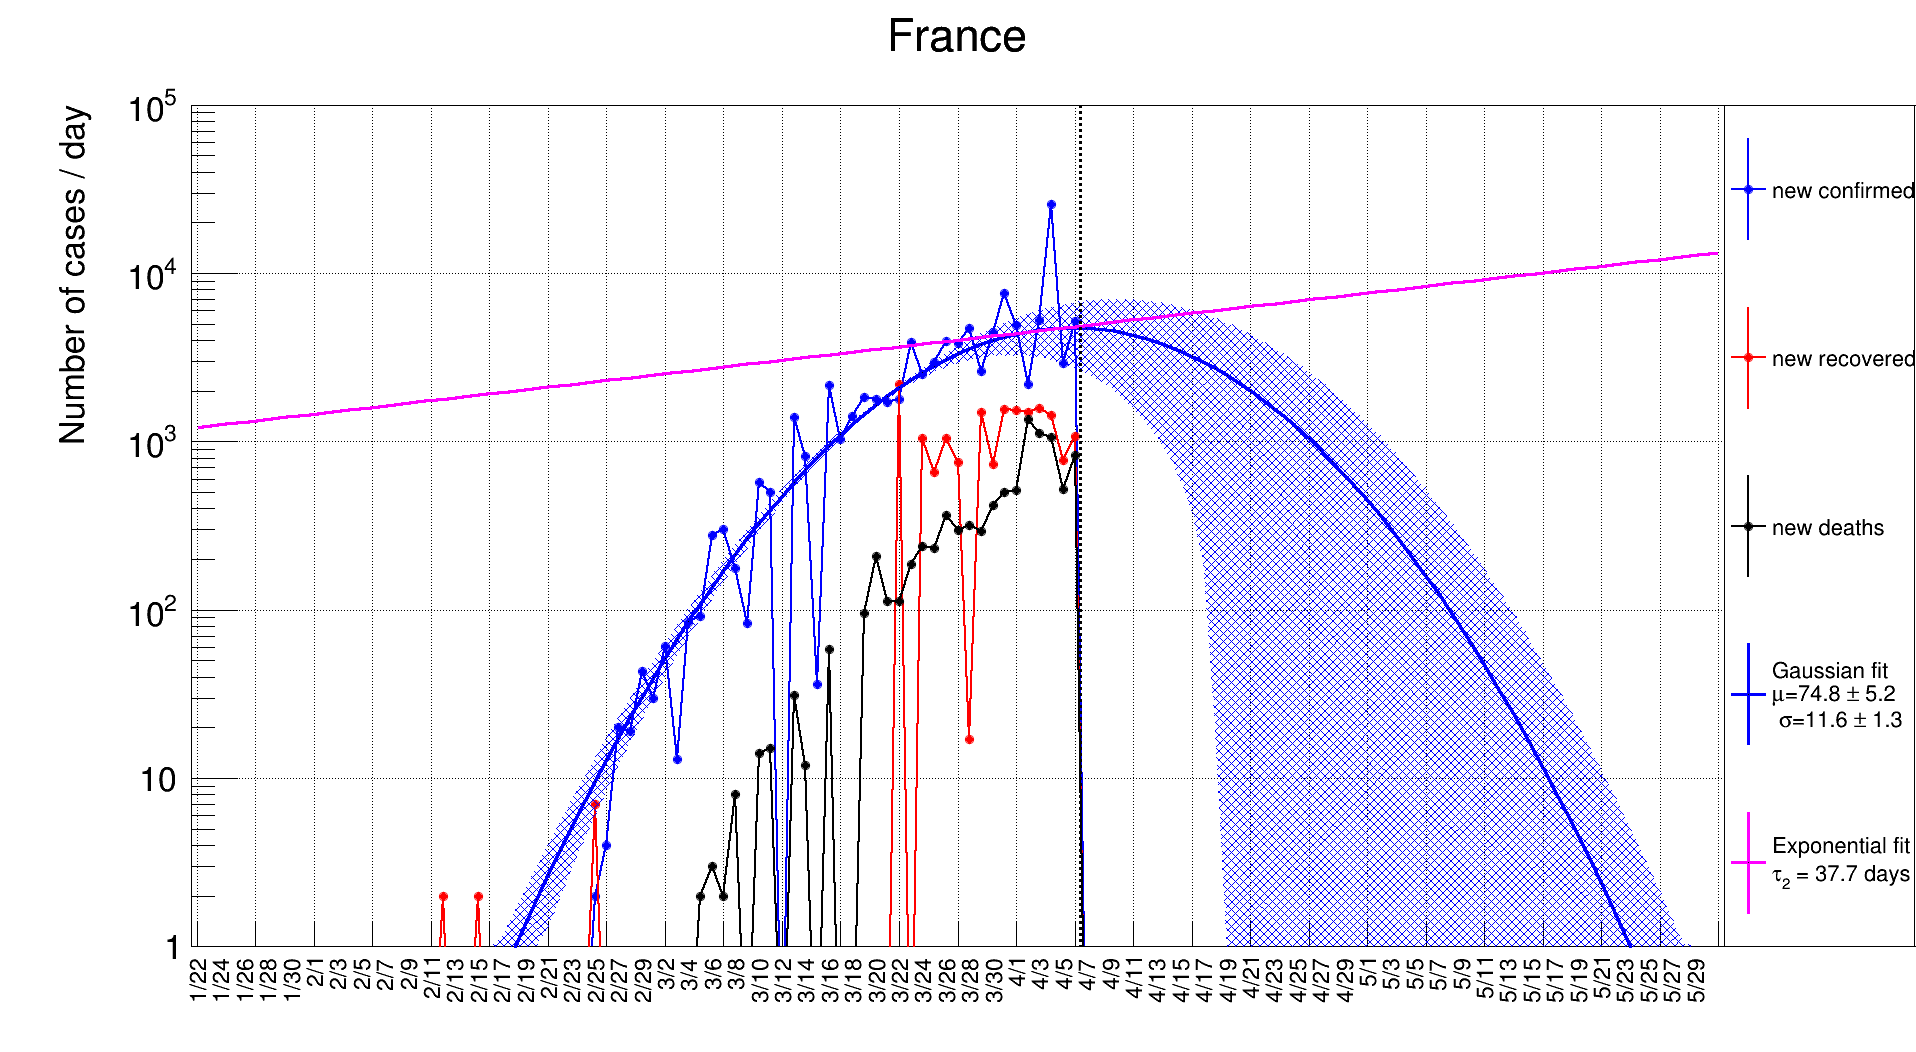 France
Number of cases / day
10^5
10^4
10^3
10^2
10
1
1/22 1/24 1/26 1/28 1/30 2/1 2/3 2/5 2/7 2/9 2/11 2/13 2/15 2/17 2/19 2/21 2/23 2/25 2/27 2/29 3/2 3/4 3/6 3/8 3/10 3/12 3/14 3/16 3/18 3/20 3/22 3/24 3/26 3/28 3/30 4/1 4/3 4/5 4/7 4/9 4/11 4/13 4/15 4/17 4/19 4/21 4/23 4/25 4/27 4/29 5/1 5/3 5/5 5/7 5/9 5/11 5/13 5/15 5/17 5/19 5/21 5/23 5/25 5/27 5/29
new confirmed
new recovered
new deaths
Gaussian fit
μ=74.8 ± 5.2
σ=11.6 ± 1.3
Exponential fit
τ_2 = 37.7 days